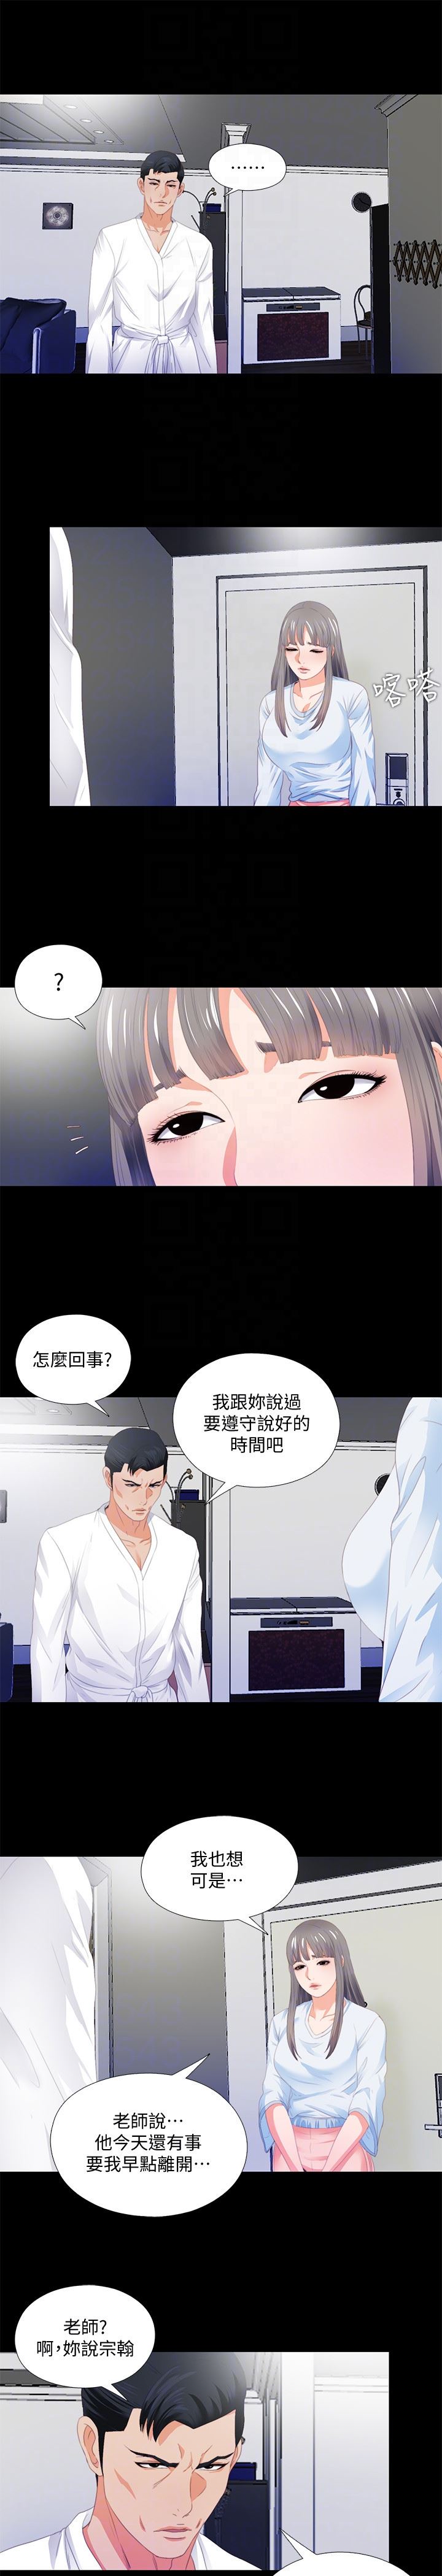 ……
喀嗒
?
怎麼回事?
我跟妳說過
要遵守說好的
時間吧
我也想
可是…
老師說…
他今天還有事
要我早點離開…
老師?
啊,妳說宗翰